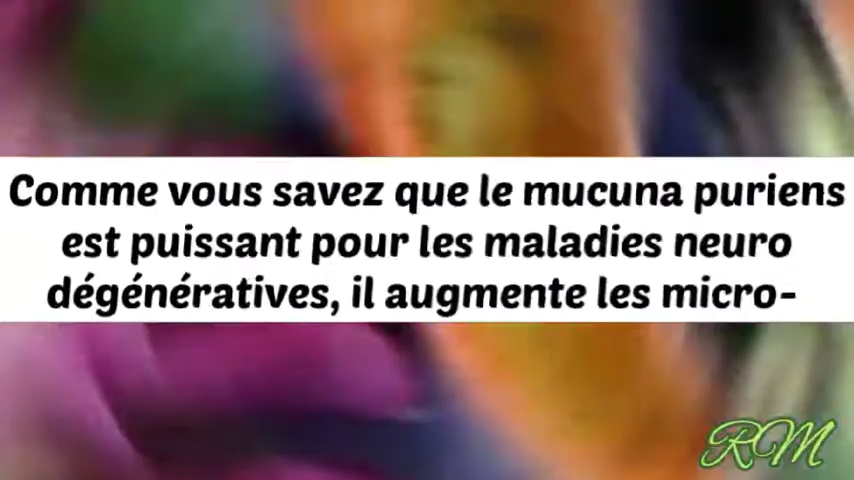 Comme vous savez que le mucuna puriens
est puissant pour les maladies neuro
dégénératives, il augmente les micro-
RM